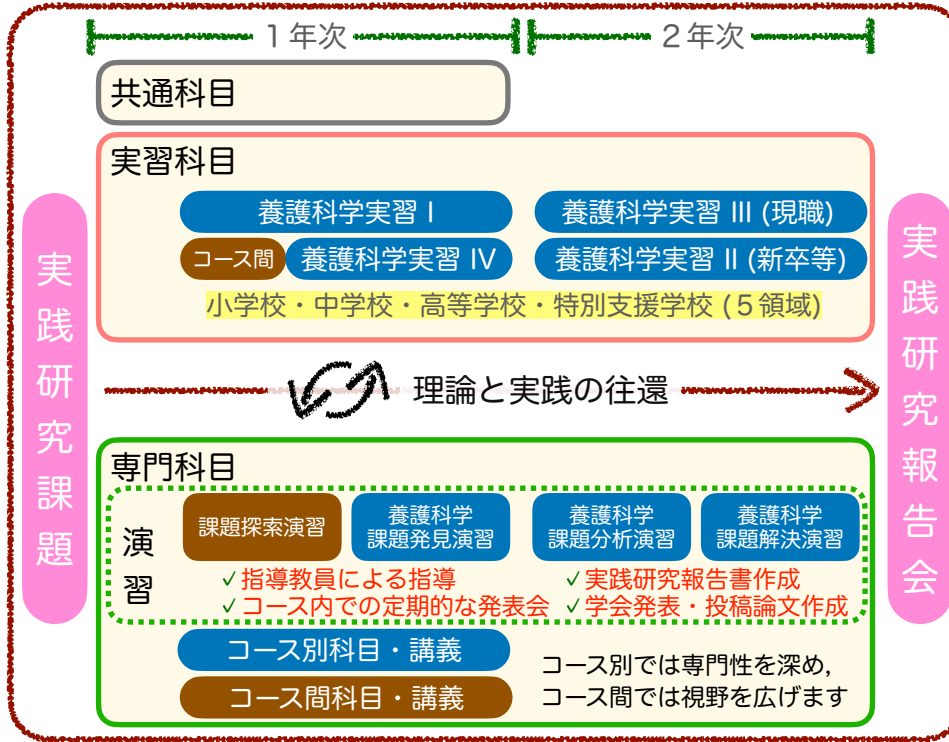 1年次
2年次
共通科目
実習科目
養護科学実習 I
養護科学実習 III (現職)
コース間
養護科学実習 IV
養護科学実習 II (新卒等)
小学校・中学校・高等学校・特別支援学校 (5領域)
実践研究課題
理論と実践の往還
実践研究報告会
専門科目
演習
課題探索演習
養護科学
課題発見演習
養護科学
課題分析演習
養護科学
課題解決演習
✓指導教員による指導
✓コース内での定期的な発表会
✓実践研究報告書作成
✓学会発表・投稿論文作成
コース別科目・講義
コース間科目・講義
コース別では専門性を深め,
コース間では視野を広げます